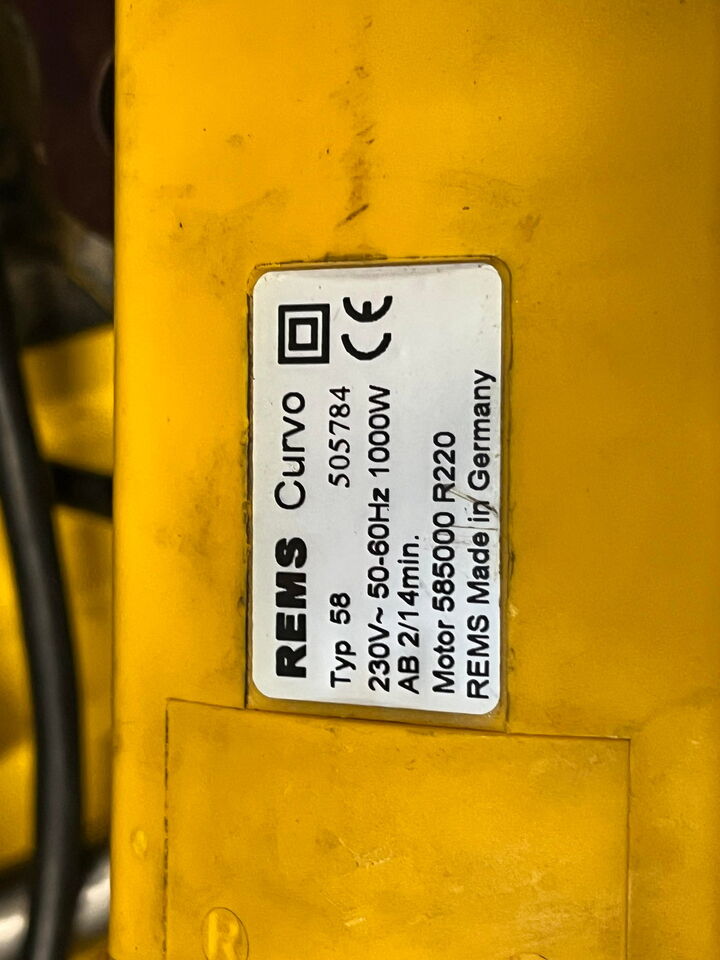 REMS Curvo
Typ 58 505784
230V~ 50-60Hz 1000W
AB 2/14min.
Motor 585000 R220
REMS Made in Germany
CE
R